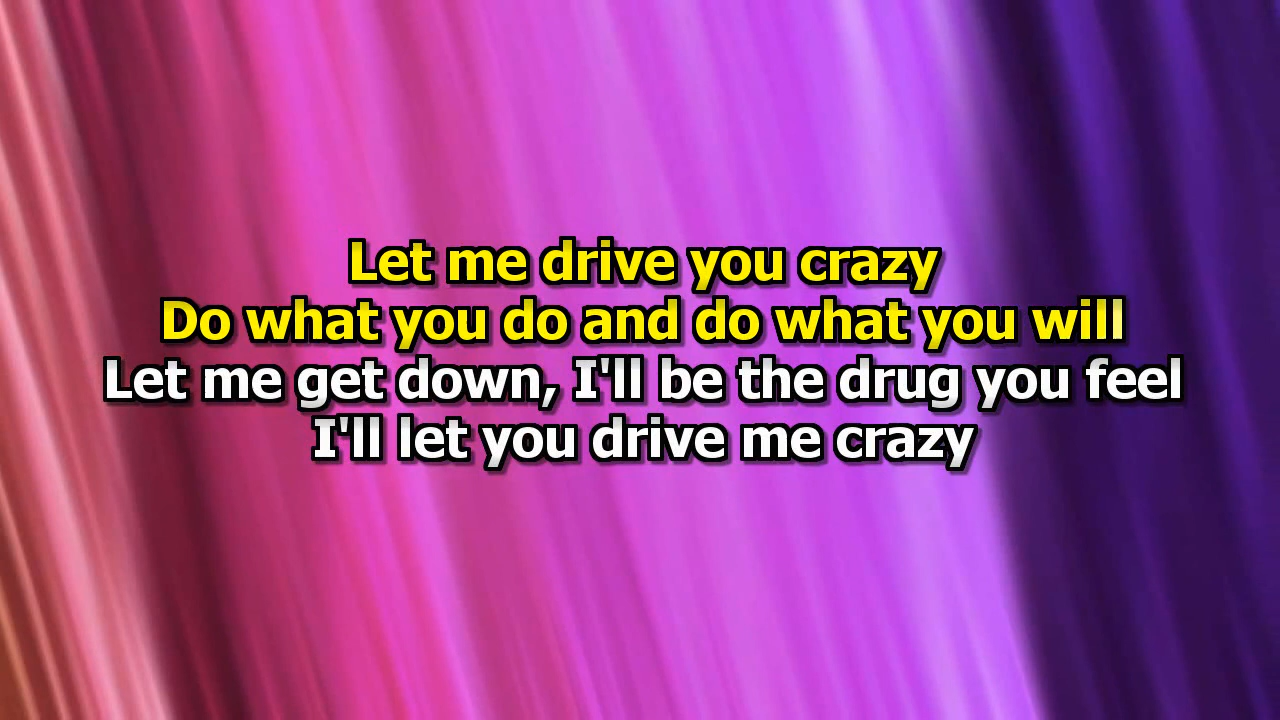 Let me drive you crazy
Do what you do and do what you will
Let me get down, I'll be the drug you feel
I'll let you drive me crazy